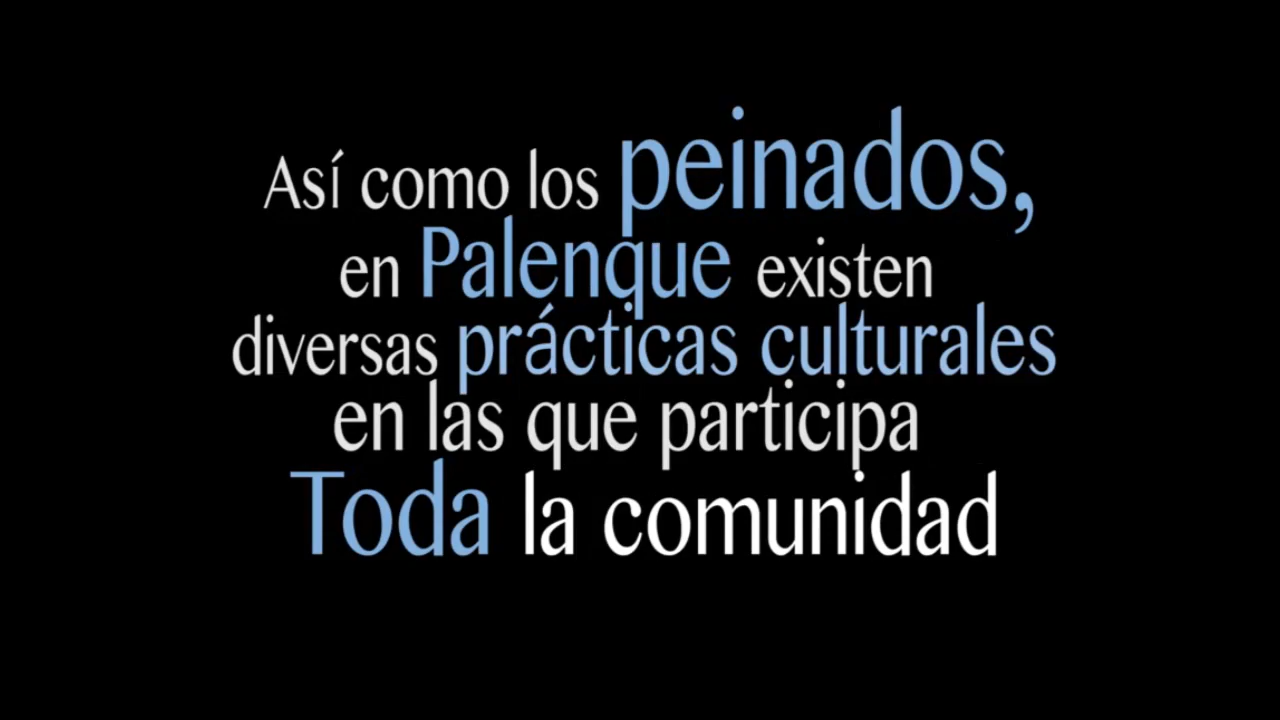 Así como los peinados,
en Palenque existen
diversas prácticas culturales
en las que participa
Toda la comunidad